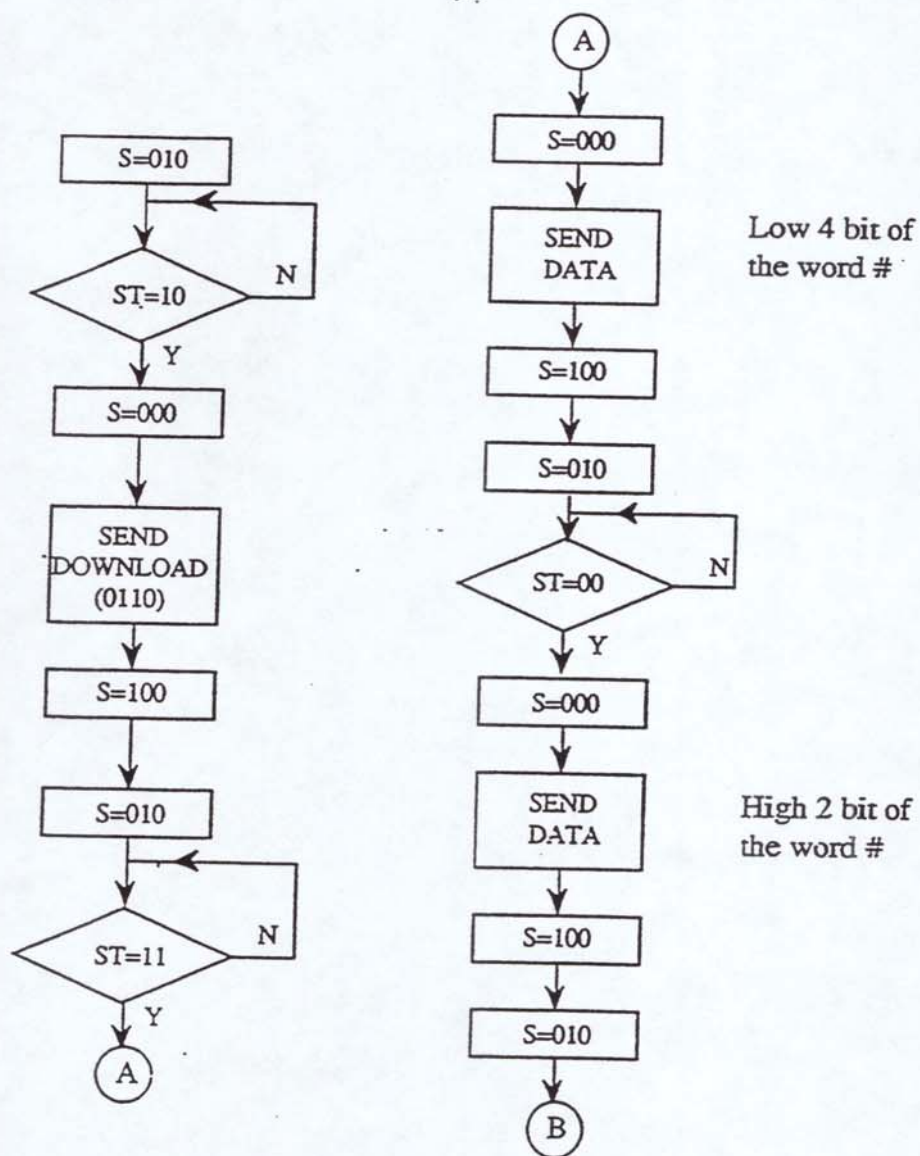 S=010
ST=10
N
Y
S=000
SEND
DOWNLOAD
(0110)
S=100
S=010
ST=11
N
Y
A
A
S=000
SEND
DATA
Low 4 bit of
the word #
S=100
S=010
ST=00
N
Y
S=000
SEND
DATA
High 2 bit of
the word #
S=100
S=010
B